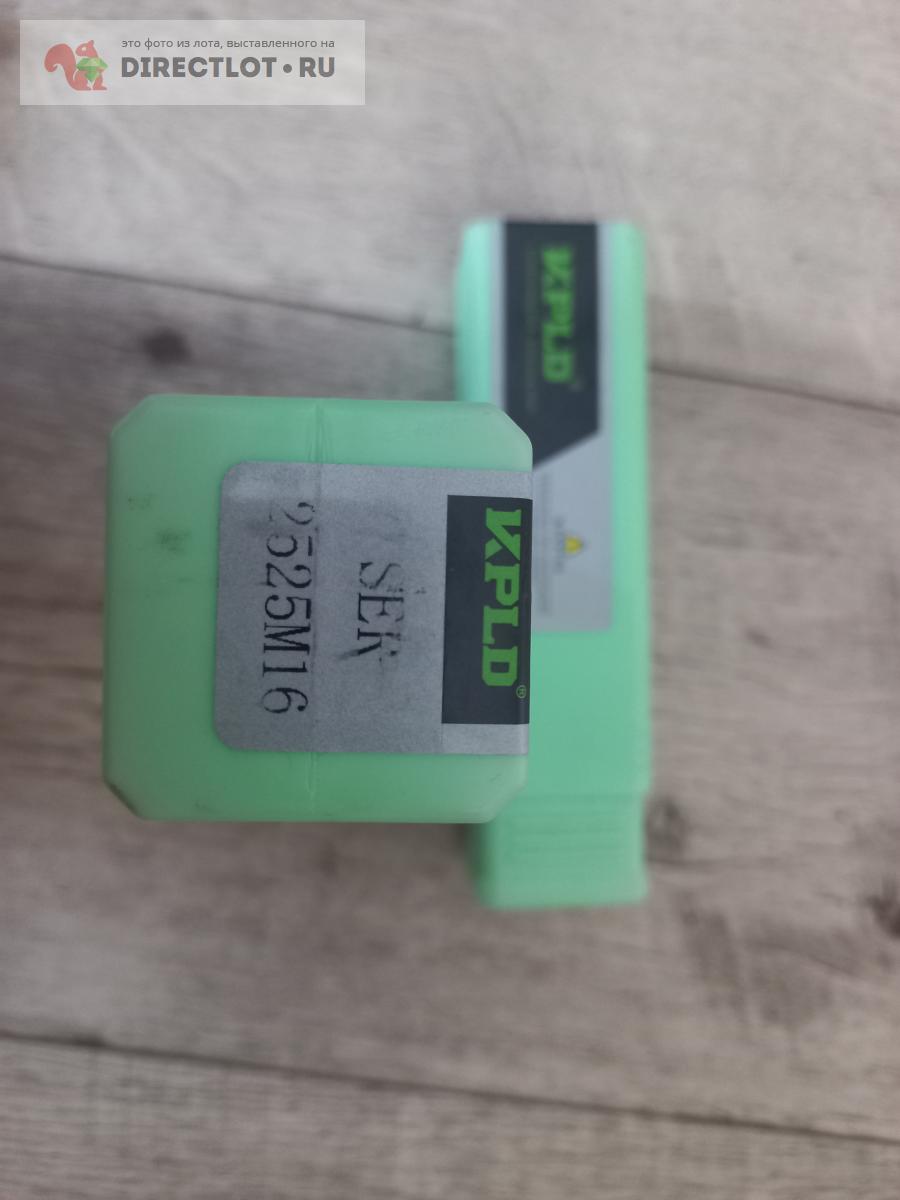 это фото из лота, выставленного на
DIRECTLOT•RU
KPLD
KPLD®
SER
2525M16